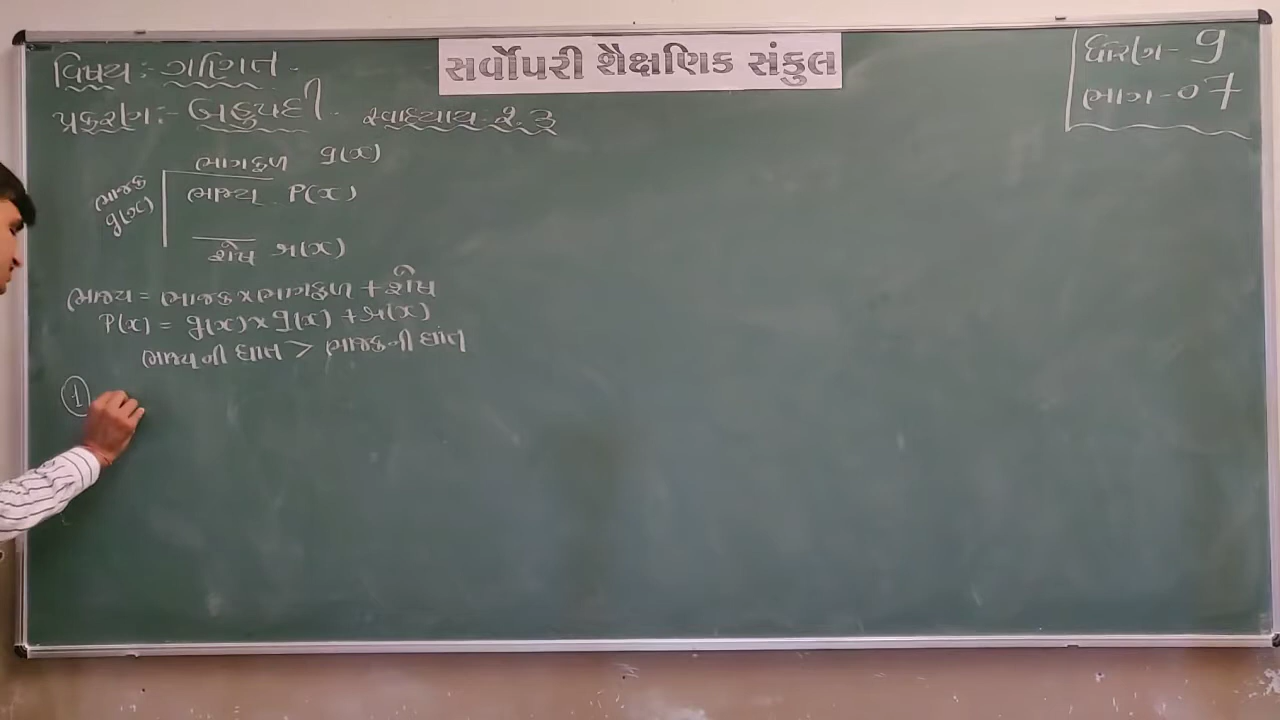 સર્વોપરી શૈક્ષણિક સંકુલ
વિષય :- ગણિત.
પ્રકરણ :- બહુપદી. સ્વાધ્યાય 2.3
ધોરણ - 9
ભાગ - 07
ભાગફળ q(x)
ભાજક g(x)
ભાજ્ય P(x)
શેષ r(x)
ભાજ્ય = ભાજક × ભાગફળ + શેષ
P(x) = g(x) × q(x) + r(x)
ભાજ્યની ઘાત > ભાજકની ઘાત
1